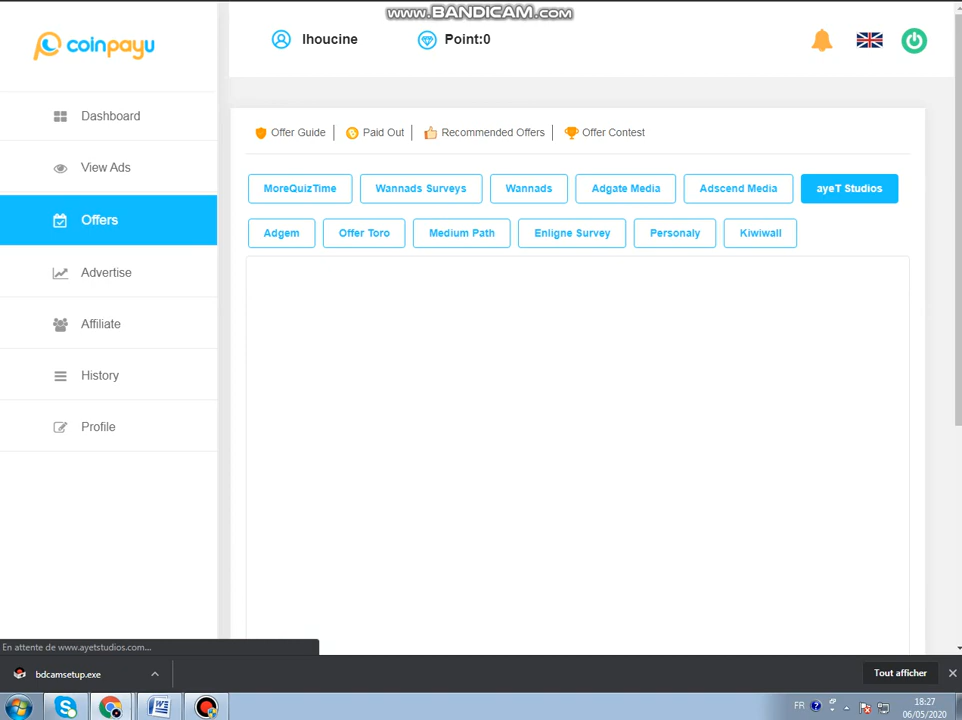 www.BANDICAM.com
coinpayu
lhoucine
Point:0
Dashboard
View Ads
Offers
Advertise
Affiliate
History
Profile
Offer Guide
Paid Out
Recommended Offers
Offer Contest
MoreQuizTime
Wannads Surveys
Wannads
Adgate Media
Adscend Media
ayeT Studios
Adgem
Offer Toro
Medium Path
Enligne Survey
Personaly
Kiwiwall
En attente de www.ayetstudios.com...
bdcamsetup.exe
Tout afficher
FR
18:27
06/05/2020